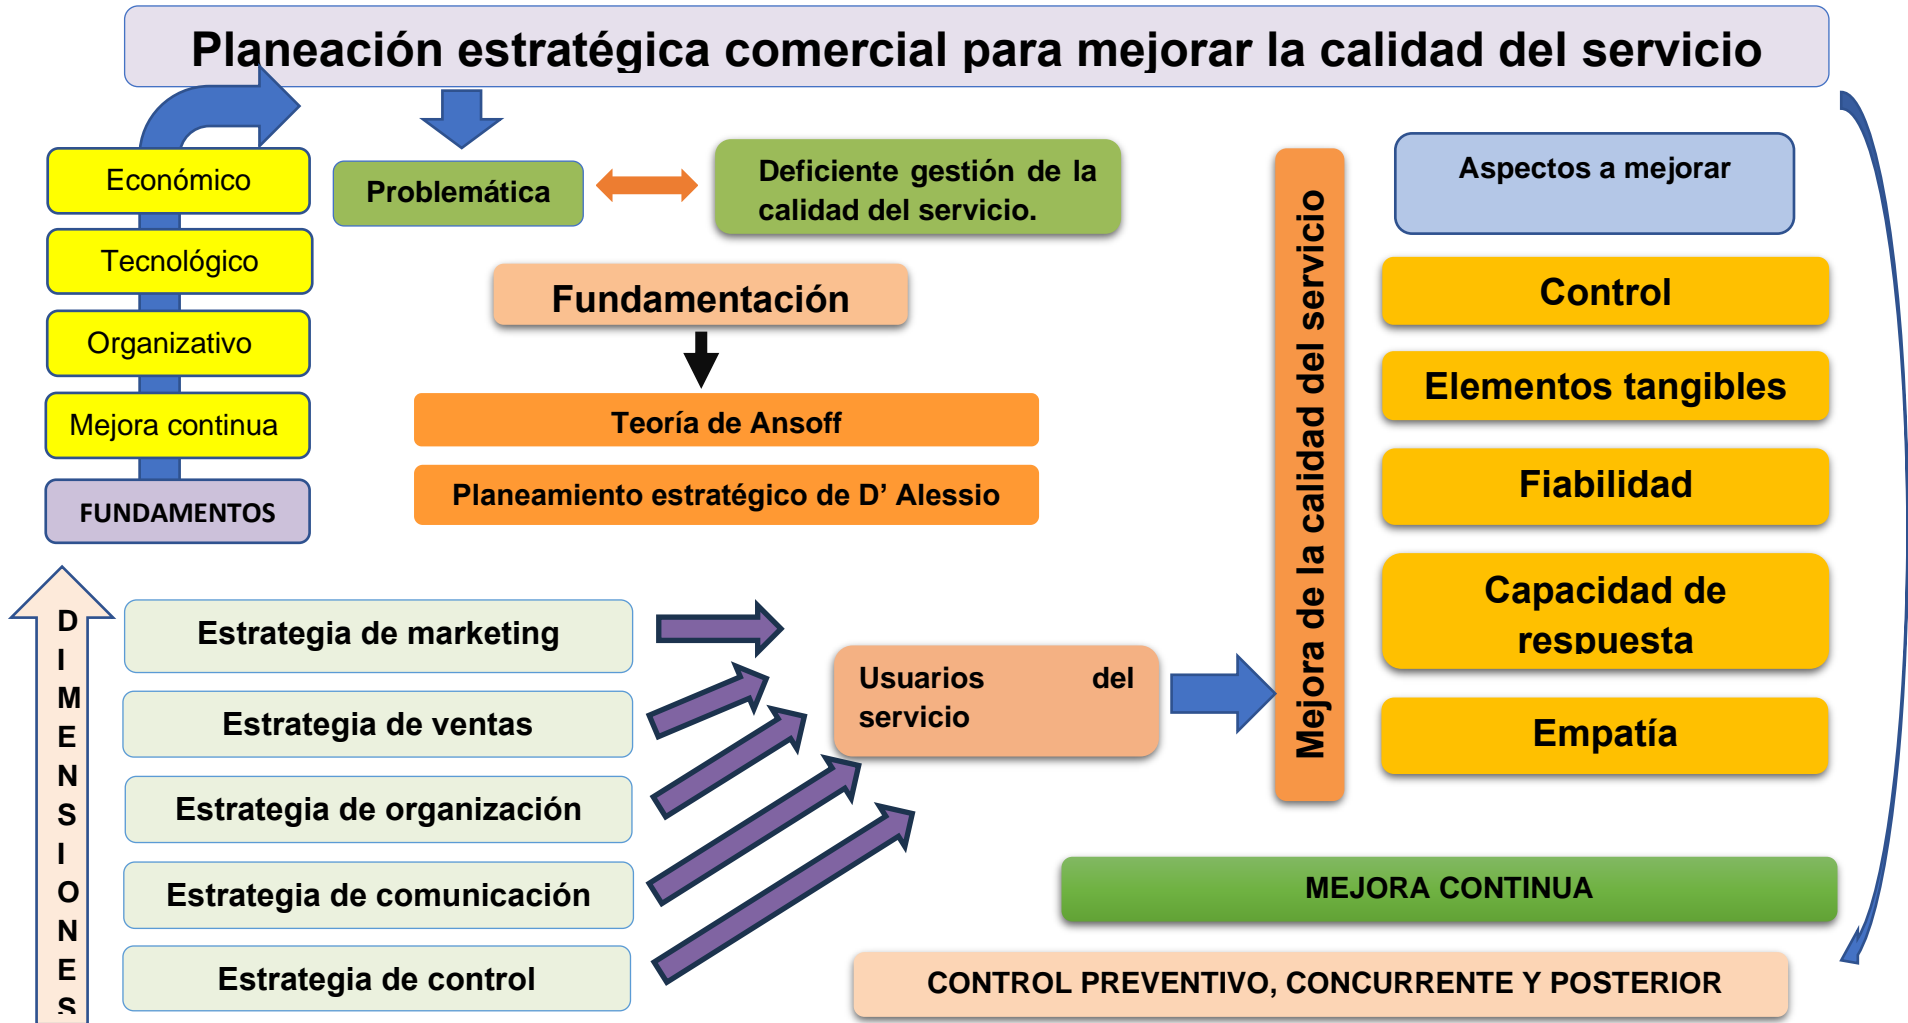 Planeación estratégica comercial para mejorar la calidad del servicio
Económico
Tecnológico
Organizativo
Mejora continua
FUNDAMENTOS
Problemática
Deficiente gestión de la
calidad del servicio.
Fundamentación
Teoría de Ansoff
Planeamiento estratégico de D’ Alessio
DIMENSIONES
Estrategia de marketing
Estrategia de ventas
Estrategia de organización
Estrategia de comunicación
Estrategia de control
Usuarios del
servicio
Mejora de la calidad del servicio
Aspectos a mejorar
Control
Elementos tangibles
Fiabilidad
Capacidad de
respuesta
Empatía
MEJORA CONTINUA
CONTROL PREVENTIVO, CONCURRENTE Y POSTERIOR